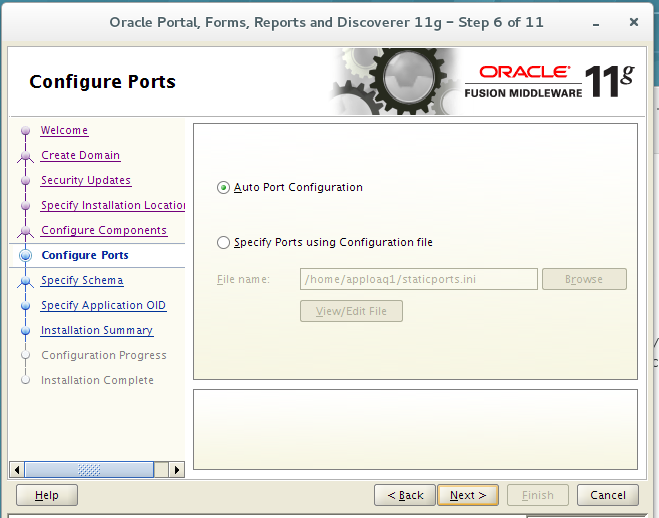 Oracle Portal, Forms, Reports and Discoverer 11g – Step 6 of 11
Configure Ports
ORACLE
FUSION MIDDLEWARE
11g
Welcome
Create Domain
Security Updates
Specify Installation Location
Configure Components
Configure Ports
Specify Schema
Specify Application OID
Installation Summary
Configuration Progress
Installation Complete
Auto Port Configuration
Specify Ports using Configuration file
File name: /home/apploaq1/staticports.ini Browse
View/Edit File
Help < Back Next > Finish Cancel